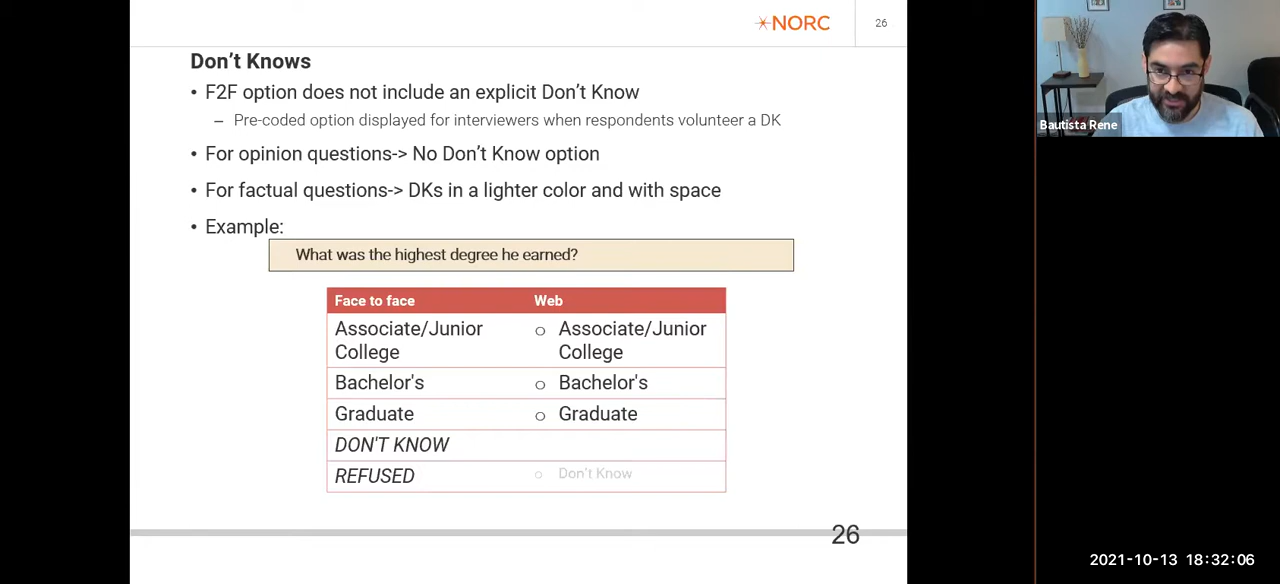 NORC
26
Don't Knows
• F2F option does not include an explicit Don't Know
– Pre-coded option displayed for interviewers when respondents volunteer a DK
• For opinion questions-> No Don't Know option
• For factual questions-> DKs in a lighter color and with space
• Example:
What was the highest degree he earned?
Face to face Web
Associate/Junior o Associate/Junior
College College
Bachelor's o Bachelor's
Graduate o Graduate
DON'T KNOW
REFUSED o Don't Know
26
Bautista Rene
2021-10-13 18:32:06